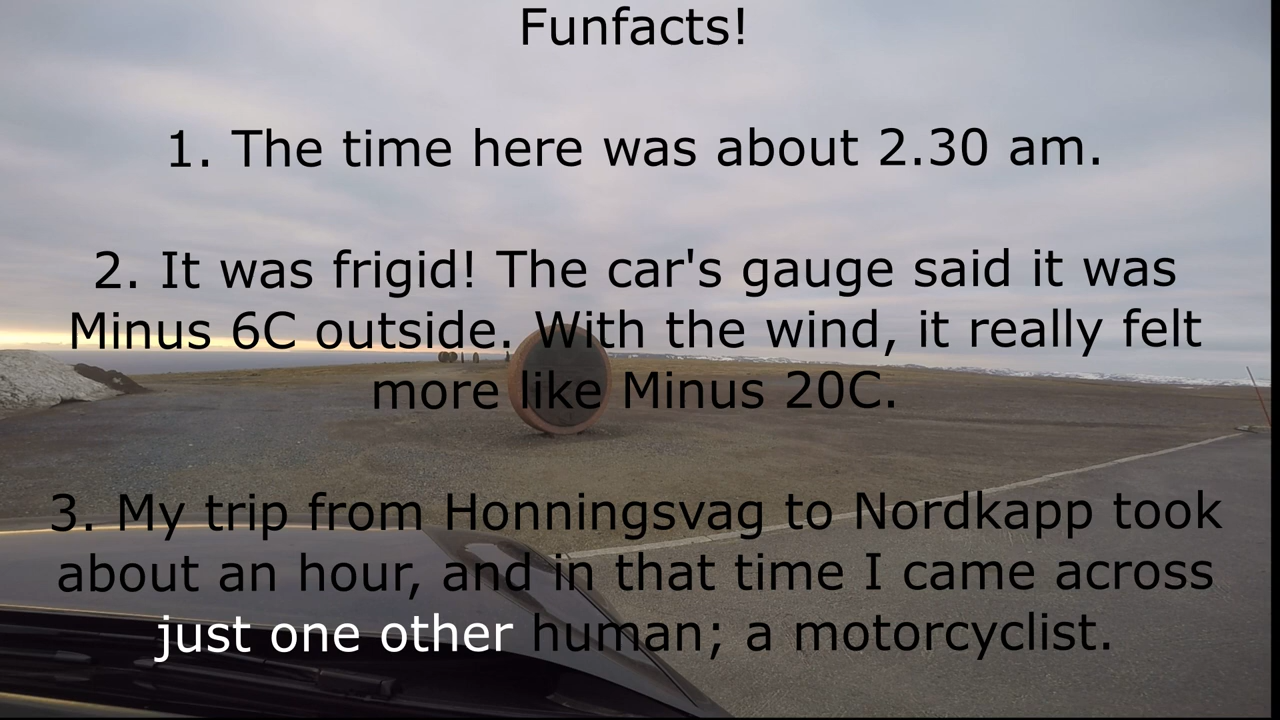 Funfacts!
1. The time here was about 2.30 am.
2. It was frigid! The car's gauge said it was
Minus 6C outside. With the wind, it really felt
more like Minus 20C.
3. My trip from Honningsvag to Nordkapp took
about an hour, and in that time I came across
just one other human; a motorcyclist.